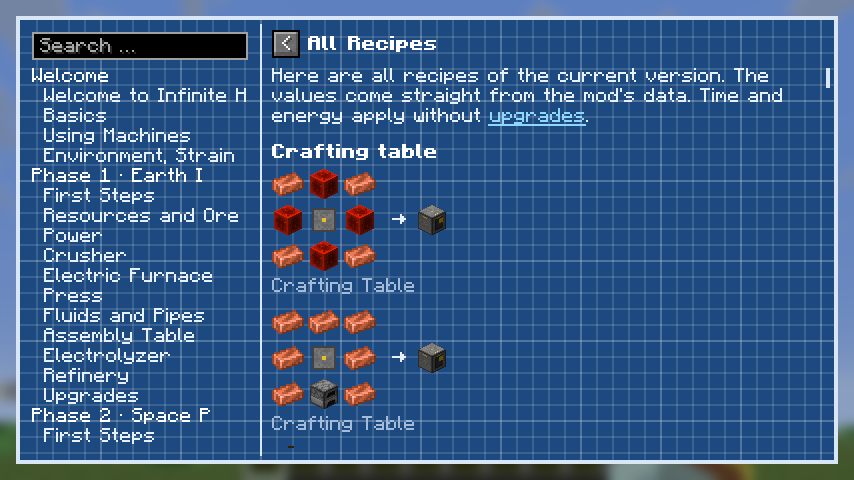 Search ...
Welcome
Welcome to Infinite H
Basics
Using Machines
Environment, Strain
Phase 1 · Earth I
First Steps
Resources and Ore
Power
Crusher
Electric Furnace
Press
Fluids and Pipes
Assembly Table
Electrolyzer
Refinery
Upgrades
Phase 2 · Space P
First Steps
All Recipes
Here are all recipes of the current version. The
values come straight from the mod's data. Time and
energy apply without upgrades.
Crafting table
Crafting Table
Crafting Table